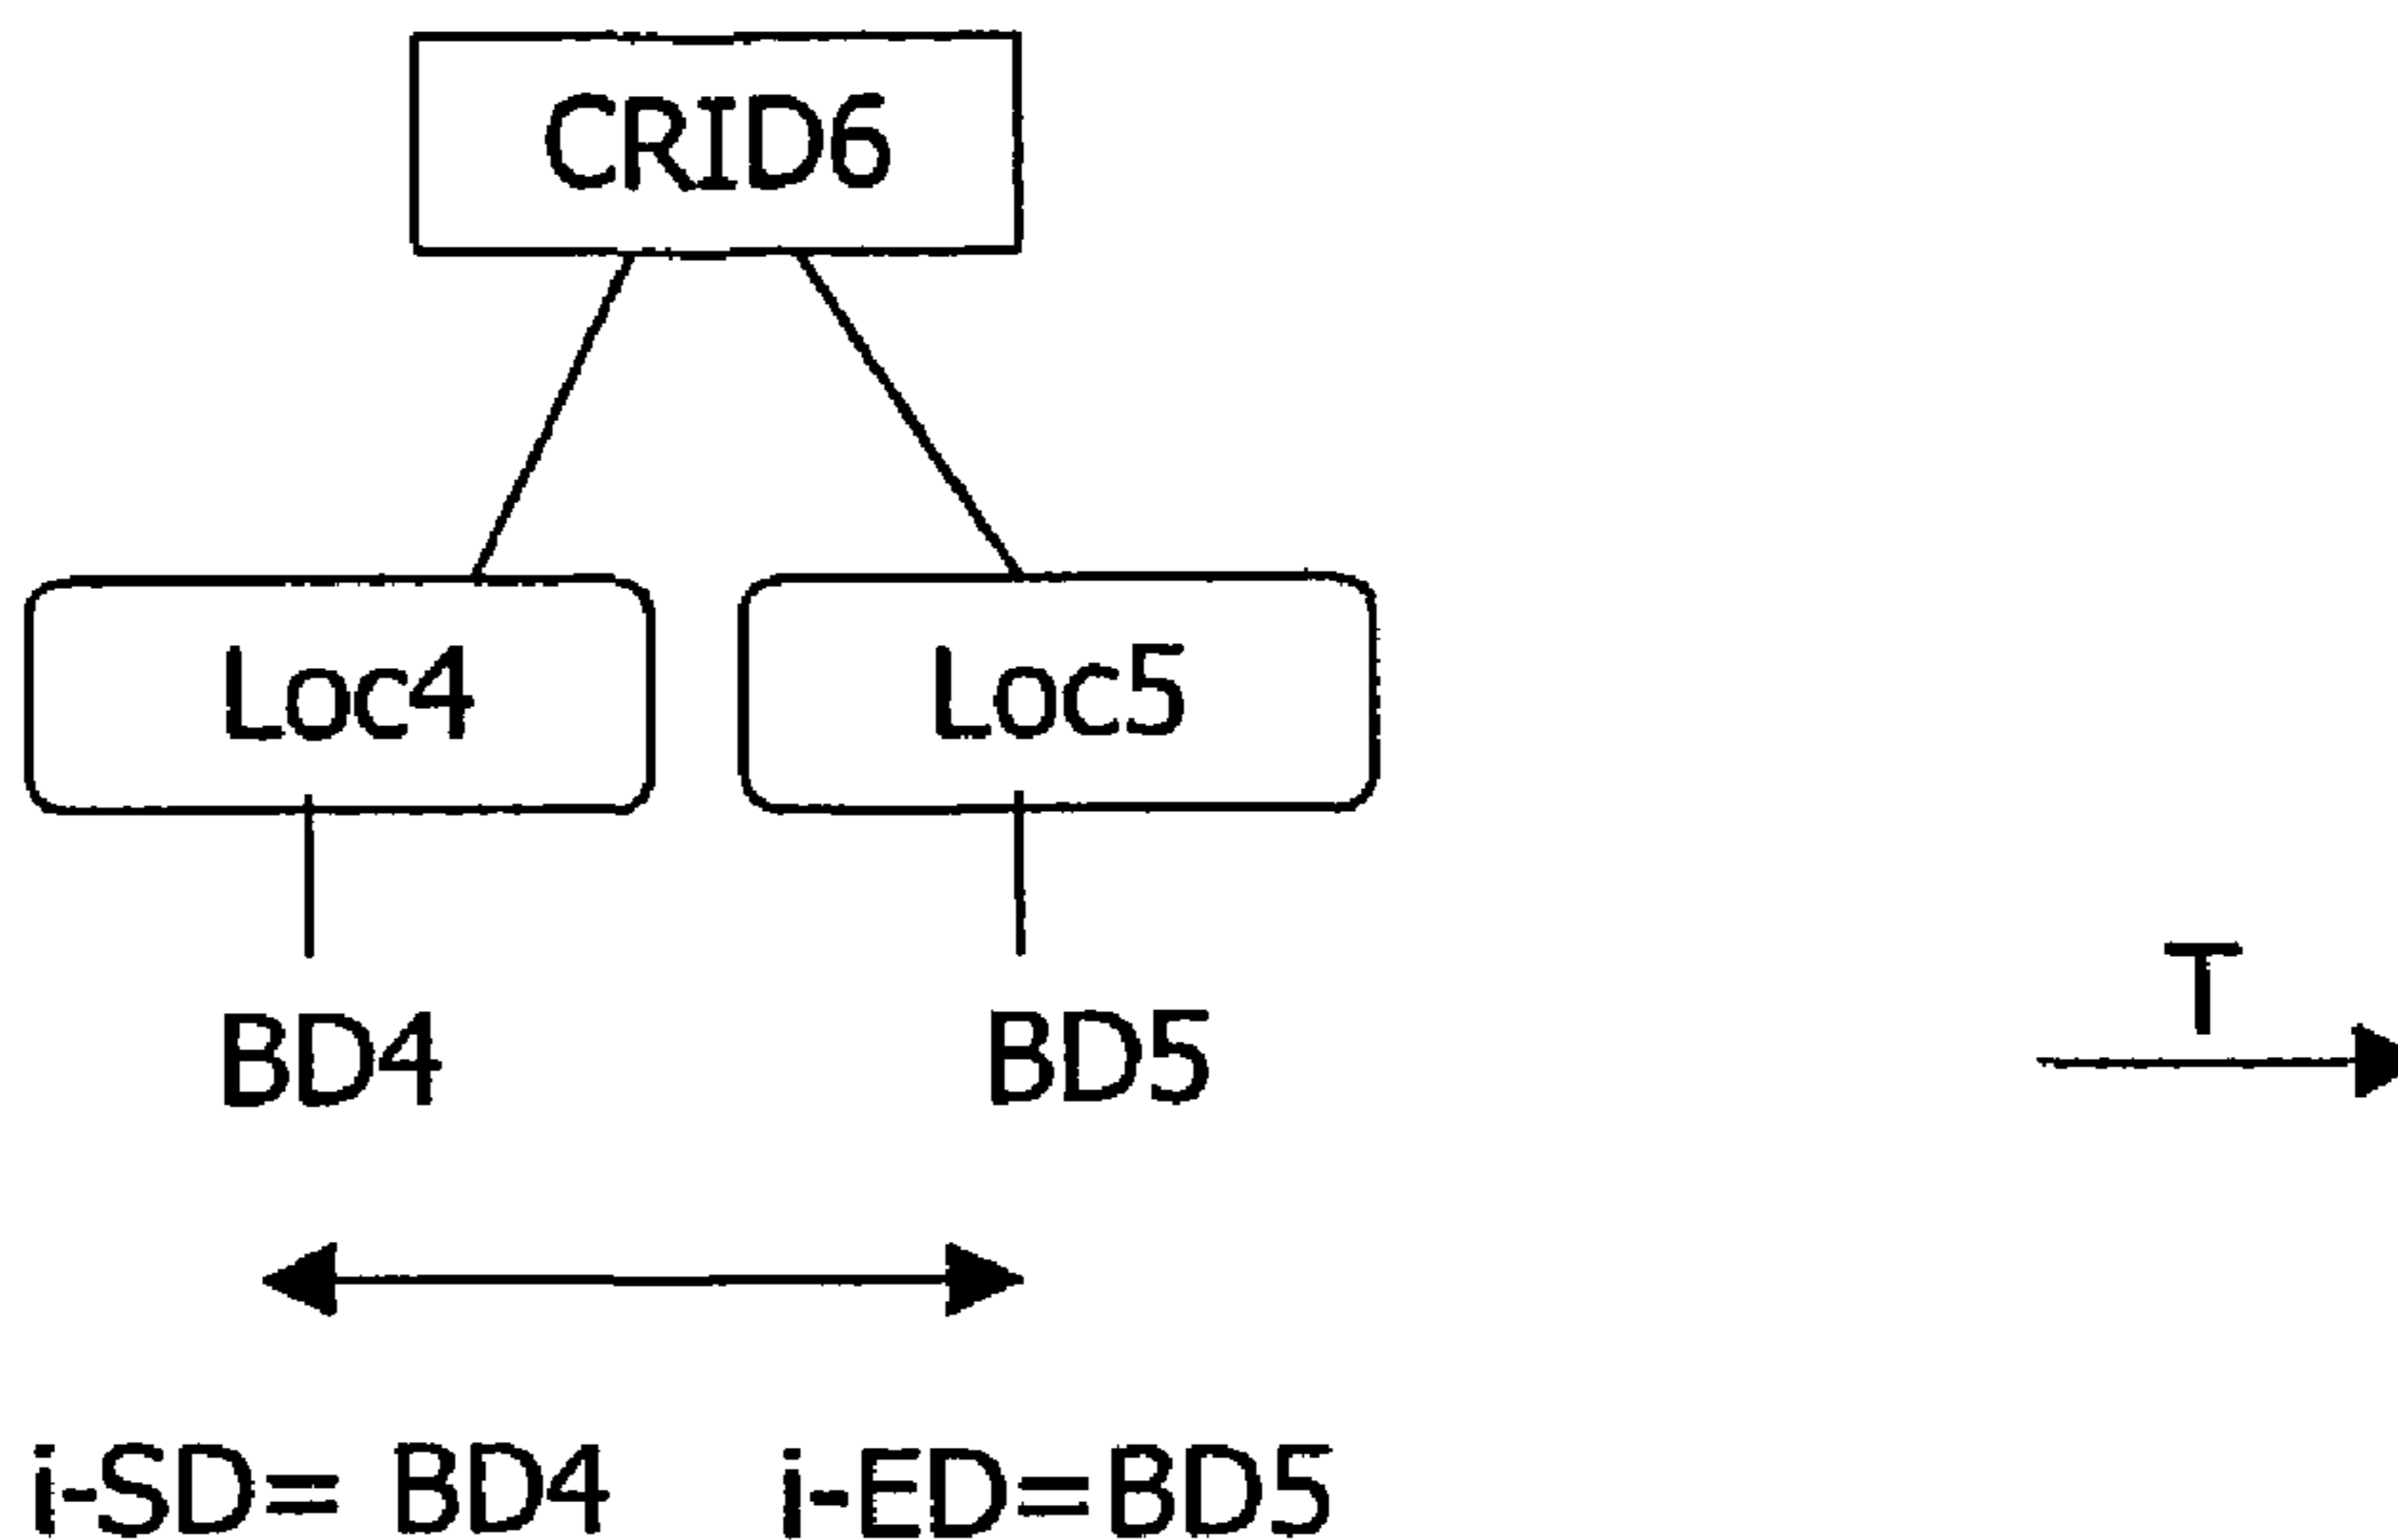 CRID6
Loc4 Loc5
T
BD4 BD5
i-SD= BD4 i-ED=BD5